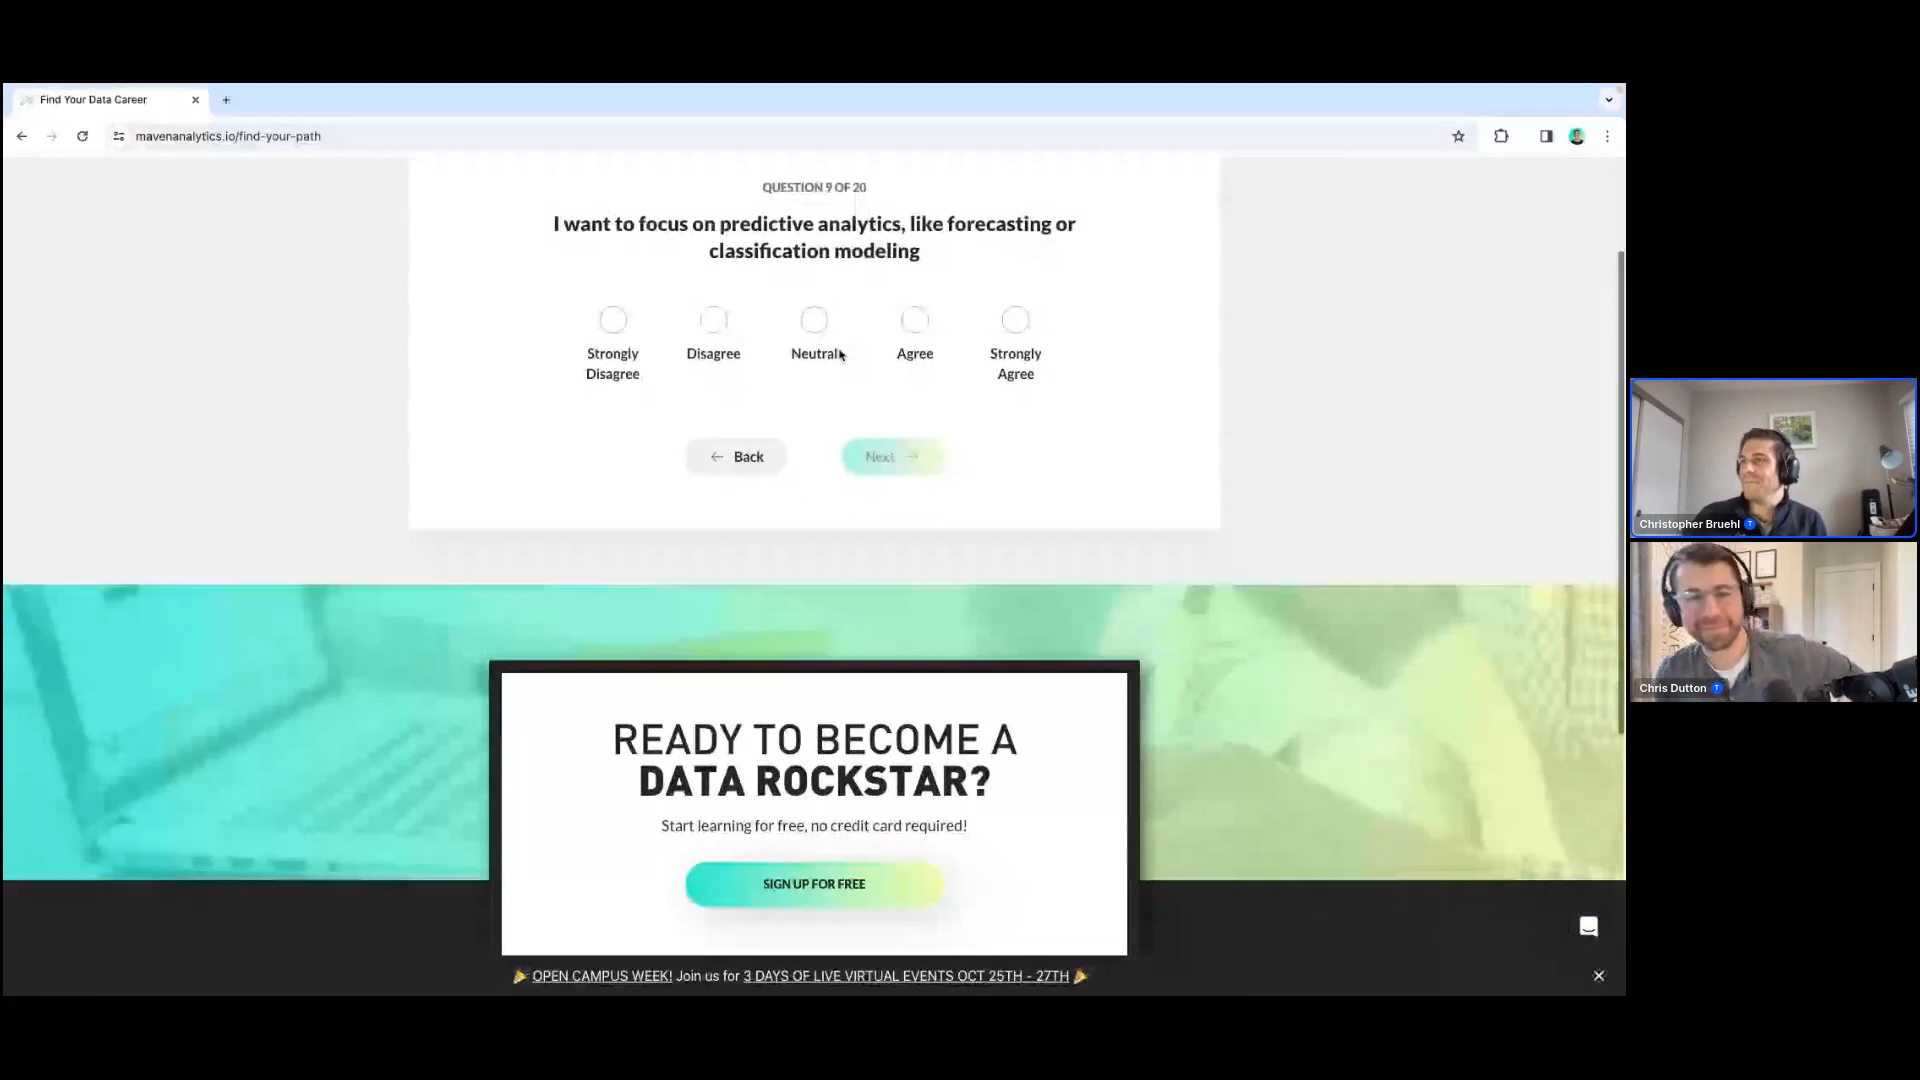 Find Your Data Career
mavenanalytics.io/find-your-path
QUESTION 9 OF 20
I want to focus on predictive analytics, like forecasting or
classification modeling
Strongly
Disagree
Disagree
Neutral
Agree
Strongly
Agree
← Back
Next →
READY TO BECOME A
DATA ROCKSTAR?
Start learning for free, no credit card required!
SIGN UP FOR FREE
🎉 OPEN CAMPUS WEEK! Join us for 3 DAYS OF LIVE VIRTUAL EVENTS OCT 25TH - 27TH 🎉
Christopher Bruehl T
Chris Dutton T